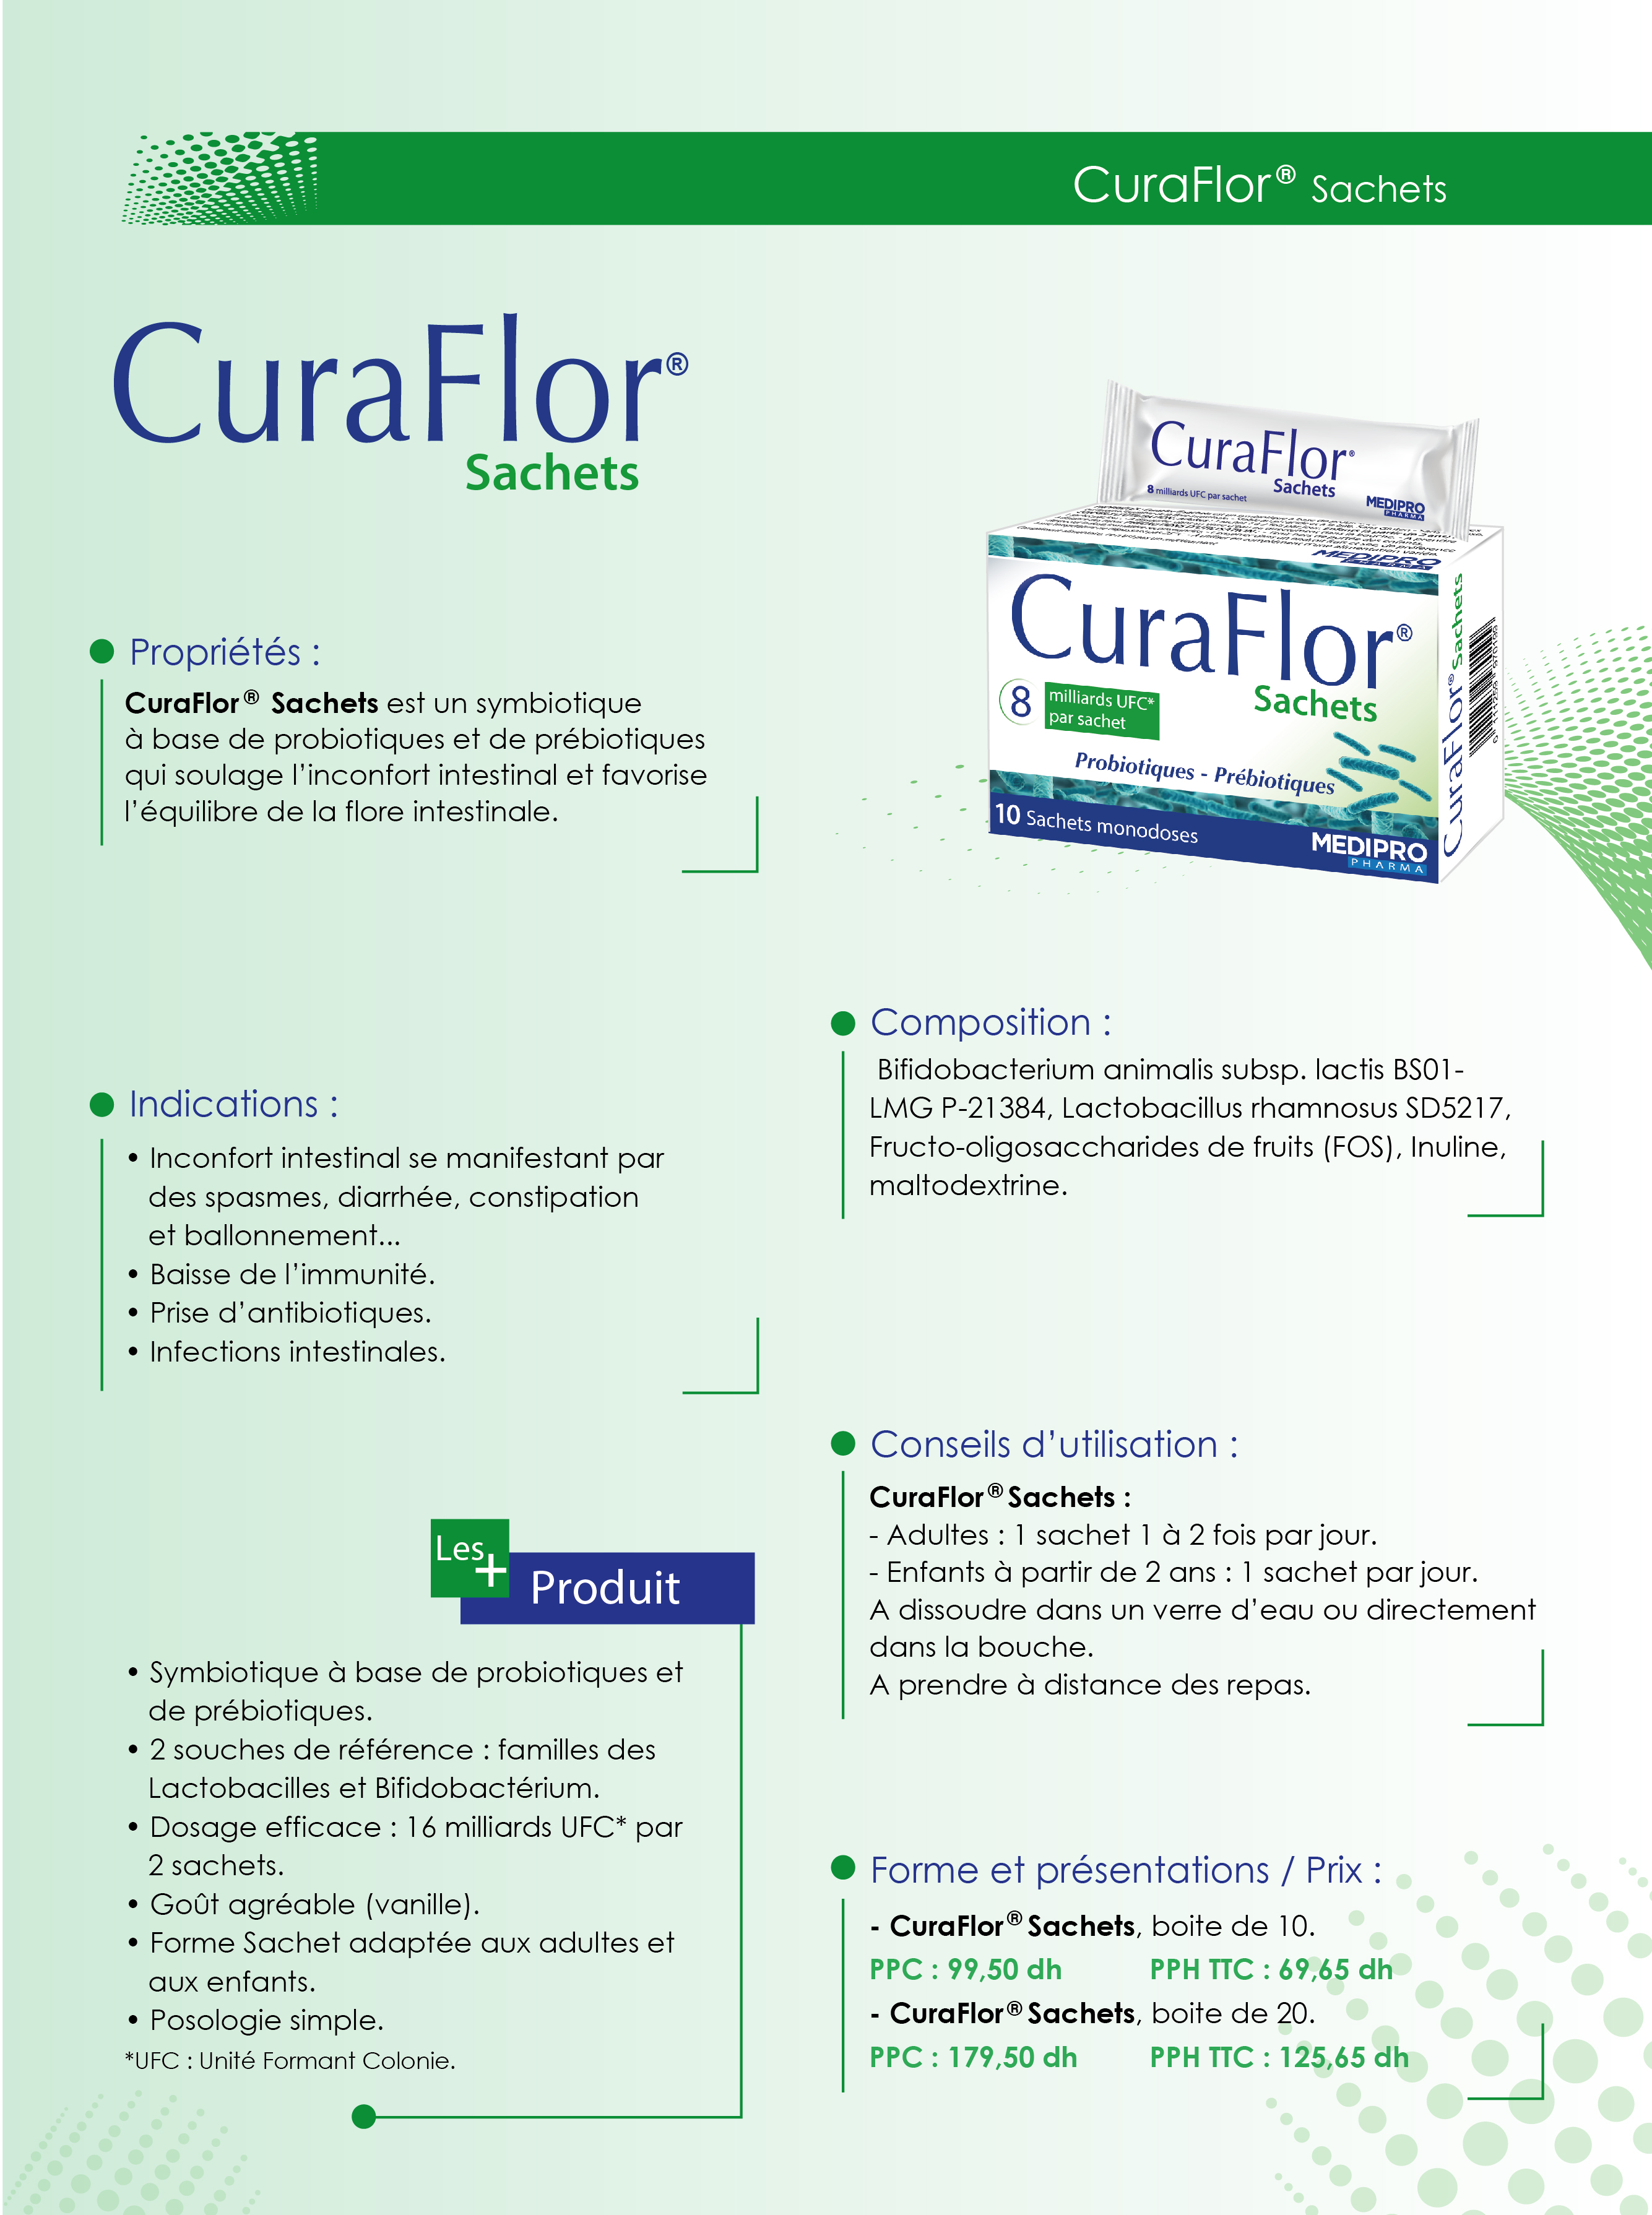 CuraFlor® Sachets
CuraFlor®
Sachets
CuraFlor®
Sachets
8 milliards UFC par sachet
MEDIPRO
PHARMA
MEDIPRO
PHARMA
CuraFlor®
Sachets
8 milliards UFC*
par sachet
Probiotiques - Prébiotiques
10 Sachets monodoses
MEDIPRO
PHARMA
CuraFlor® Sachets
Propriétés :
CuraFlor® Sachets est un symbiotique
à base de probiotiques et de prébiotiques
qui soulage l’inconfort intestinal et favorise
l’équilibre de la flore intestinale.
Indications :
• Inconfort intestinal se manifestant par
des spasmes, diarrhée, constipation
et ballonnement...
• Baisse de l’immunité.
• Prise d’antibiotiques.
• Infections intestinales.
Les +
Produit
• Symbiotique à base de probiotiques et
de prébiotiques.
• 2 souches de référence : familles des
Lactobacilles et Bifidobactérium.
• Dosage efficace : 16 milliards UFC* par
2 sachets.
• Goût agréable (vanille).
• Forme Sachet adaptée aux adultes et
aux enfants.
• Posologie simple.
*UFC : Unité Formant Colonie.
Composition :
Bifidobacterium animalis subsp. lactis BS01-
LMG P-21384, Lactobacillus rhamnosus SD5217,
Fructo-oligosaccharides de fruits (FOS), Inuline,
maltodextrine.
Conseils d’utilisation :
CuraFlor® Sachets :
- Adultes : 1 sachet 1 à 2 fois par jour.
- Enfants à partir de 2 ans : 1 sachet par jour.
A dissoudre dans un verre d’eau ou directement
dans la bouche.
A prendre à distance des repas.
Forme et présentations / Prix :
- CuraFlor® Sachets, boite de 10.
PPC : 99,50 dh PPH TTC : 69,65 dh
- CuraFlor® Sachets, boite de 20.
PPC : 179,50 dh PPH TTC : 125,65 dh